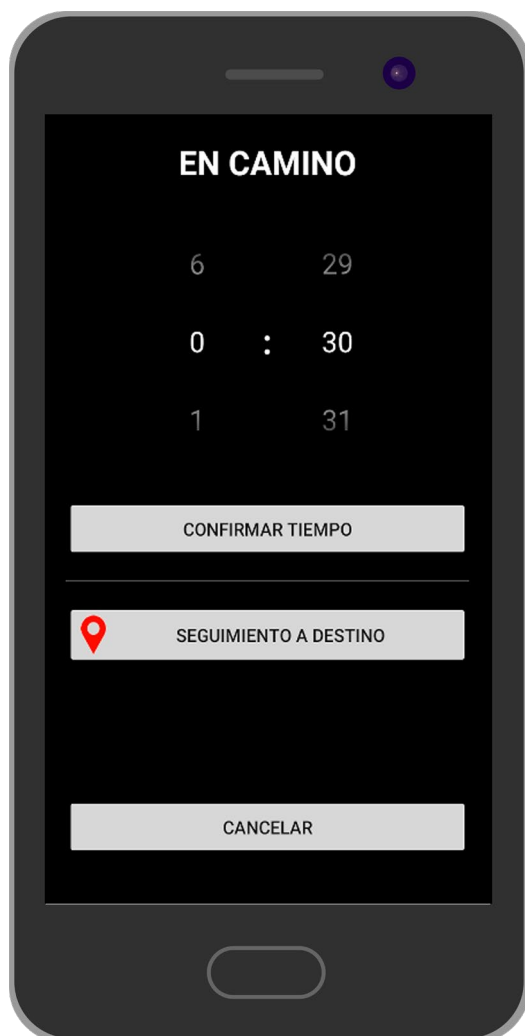 EN CAMINO
6 29
0 : 30
1 31
CONFIRMAR TIEMPO
SEGUIMIENTO A DESTINO
CANCELAR